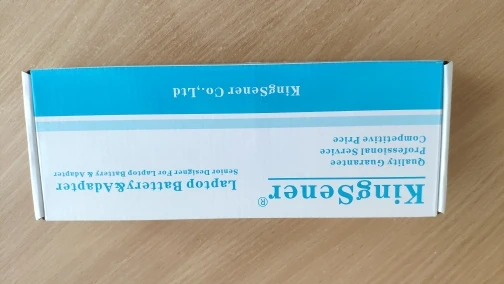 KingSener®
Quality Guarantee
Professional Service
Competitive Price
Laptop Battery&Adapter
Senior Designer For Laptop Battery & Adapter
KingSener Co.,Ltd